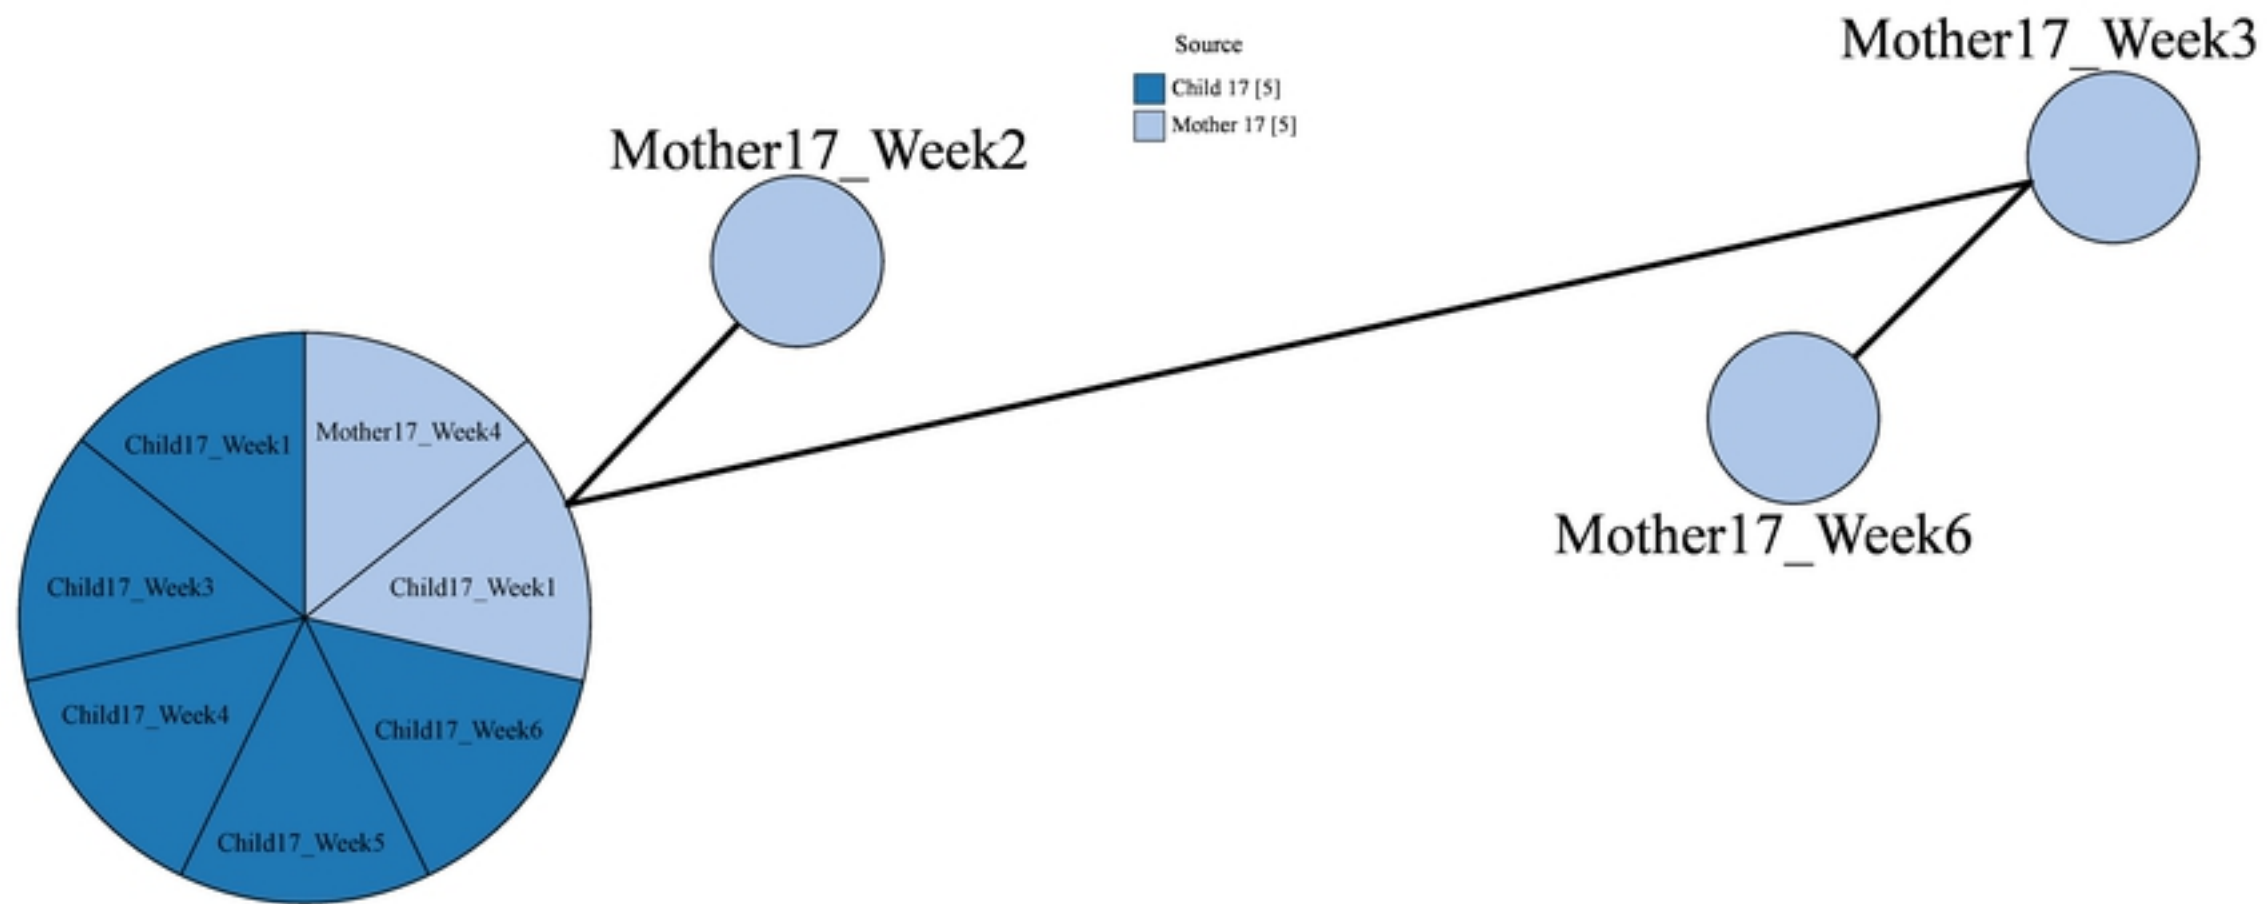 Mother17_Week3
Source
Child 17 [5]
Mother 17 [5]
Mother17_Week2
Mother17_Week4
Child17_Week1
Child17_Week1
Child17_Week3
Mother17_Week6
Child17_Week4
Child17_Week6
Child17_Week5